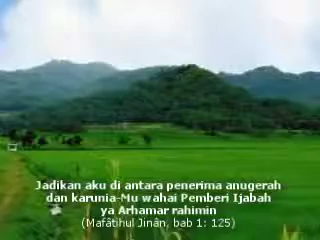 Jadikan aku di antara penerima anugerah
dan karunia-Mu wahai Pemberi Ijabah
ya Arhamar rahimin
(Mafâtihul Jinân, bab 1: 125)